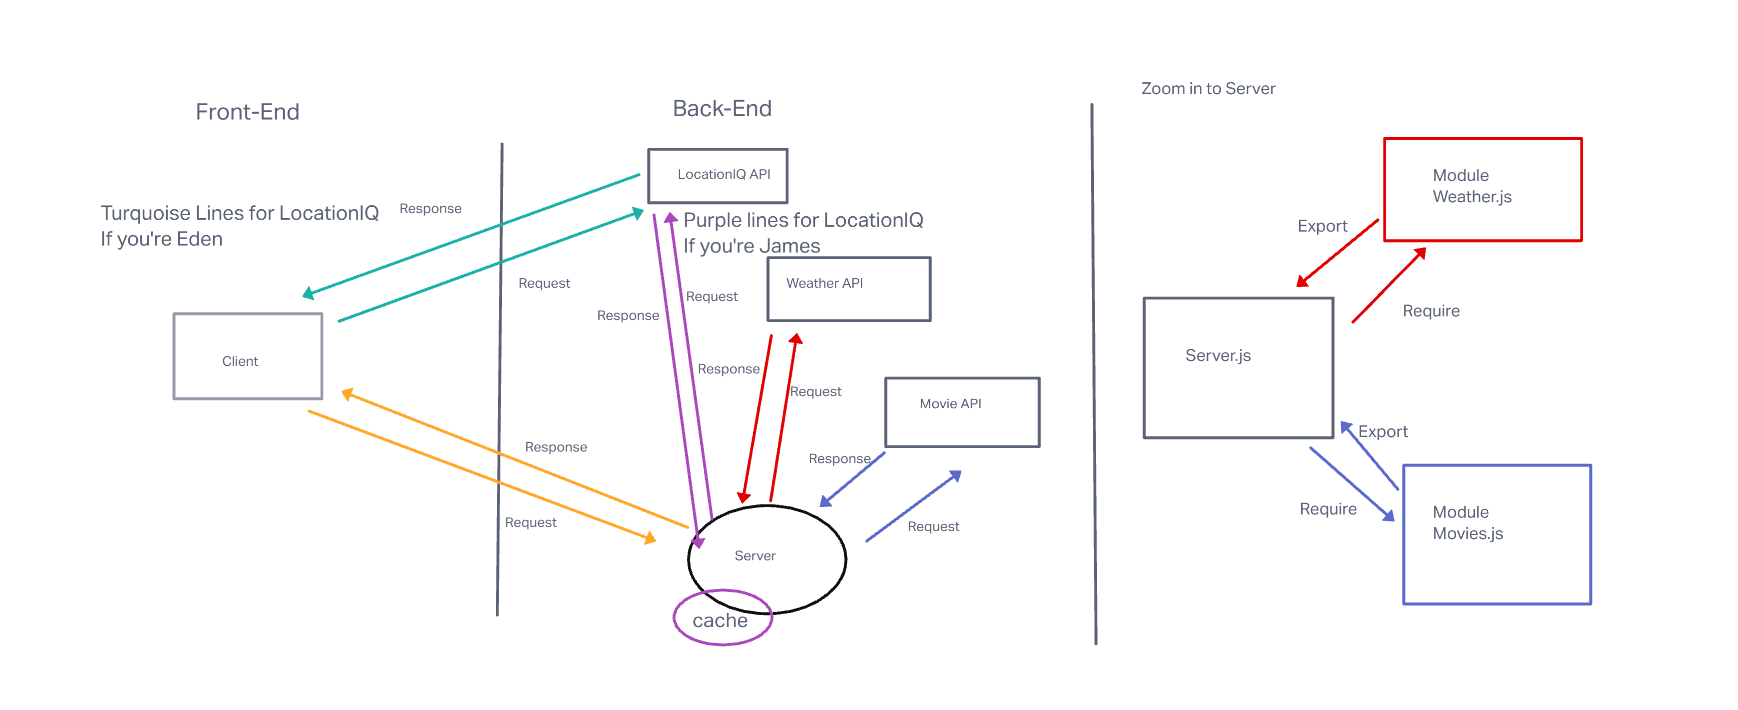 Front-End
Back-End
Zoom in to Server
LocationIQ API
Turquoise Lines for LocationIQ
If you're Eden
Response
Request
Purple lines for LocationIQ
If you're James
Request
Response
Weather API
Response
Request
Movie API
Response
Request
Client
Response
Request
Server
cache
Module
Weather.js
Export
Require
Server.js
Export
Require
Module
Movies.js